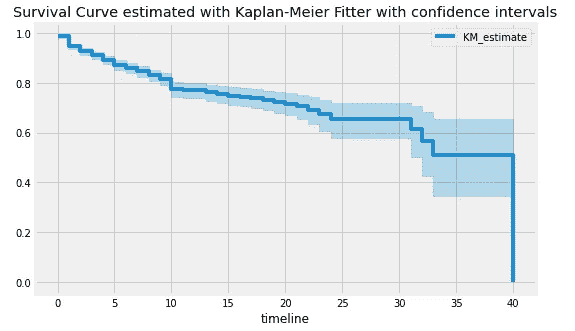 Survival Curve estimated with Kaplan-Meier Fitter with confidence intervals
KM_estimate
1.0
0.8
0.6
0.4
0.2
0.0
0 5 10 15 20 25 30 35 40
timeline